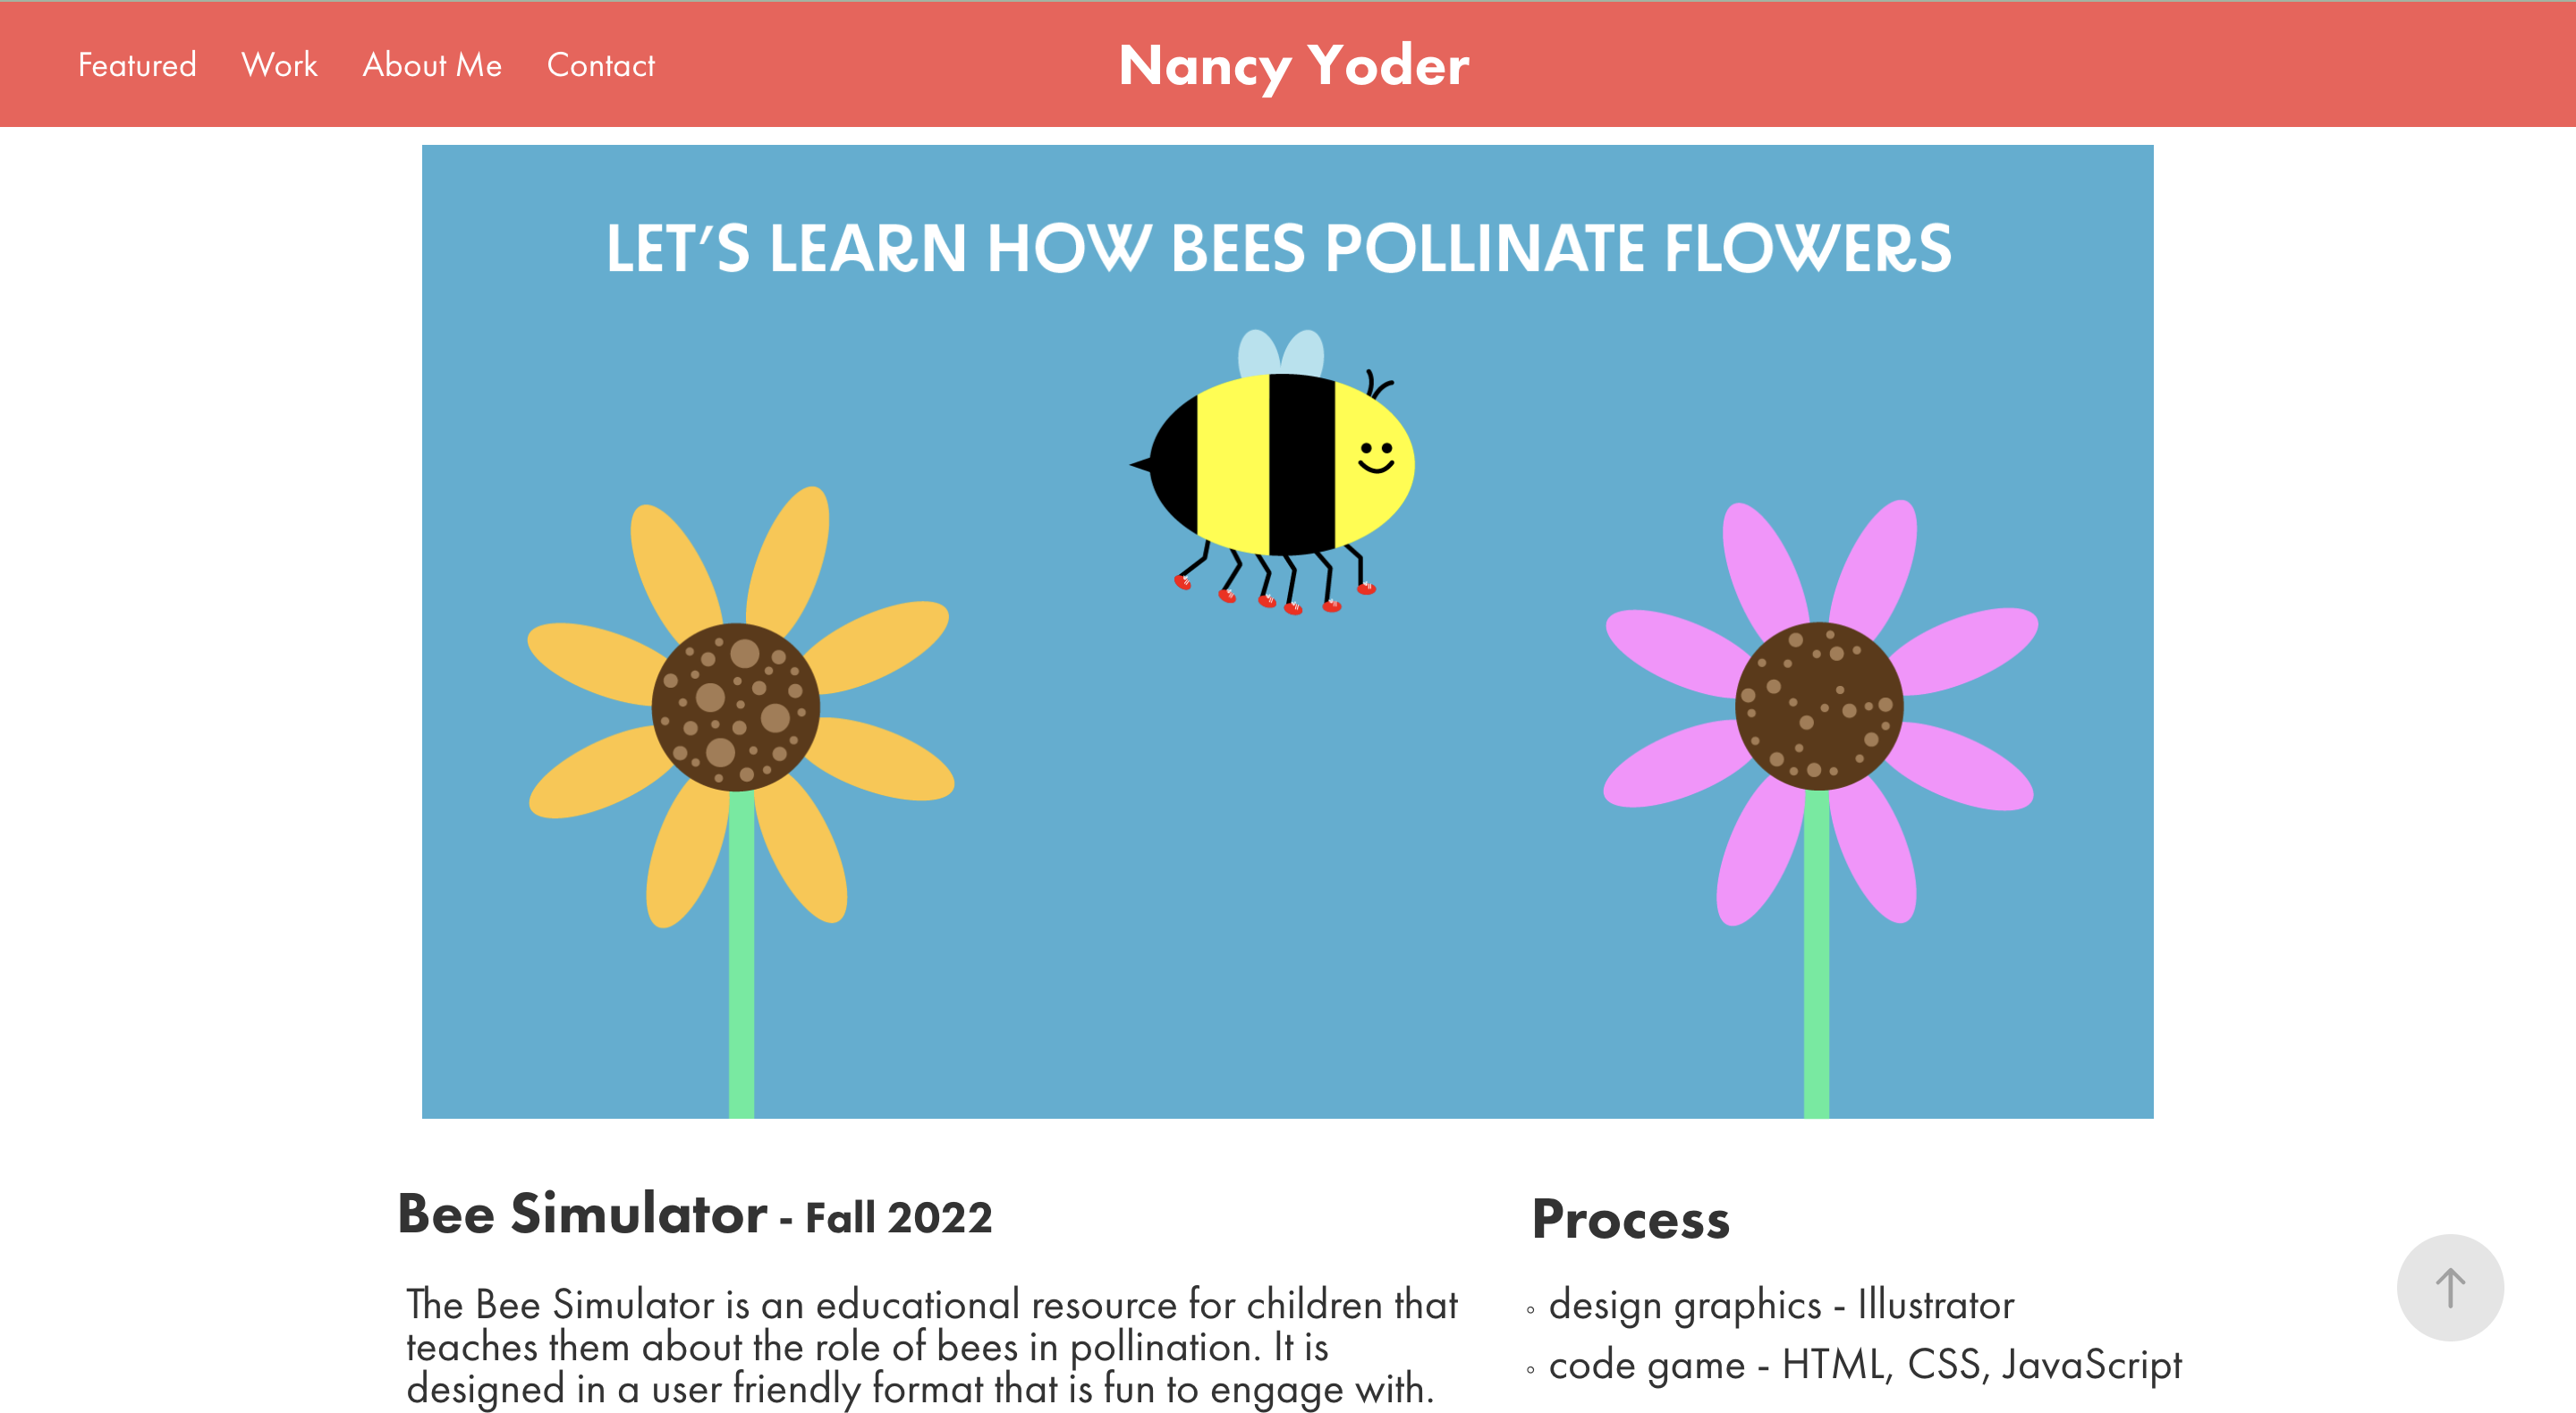 Featured Work About Me Contact
Nancy Yoder
LET'S LEARN HOW BEES POLLINATE FLOWERS
Bee Simulator - Fall 2022
The Bee Simulator is an educational resource for children that
teaches them about the role of bees in pollination. It is
designed in a user friendly format that is fun to engage with.
Process
◦ design graphics - Illustrator
◦ code game - HTML, CSS, JavaScript